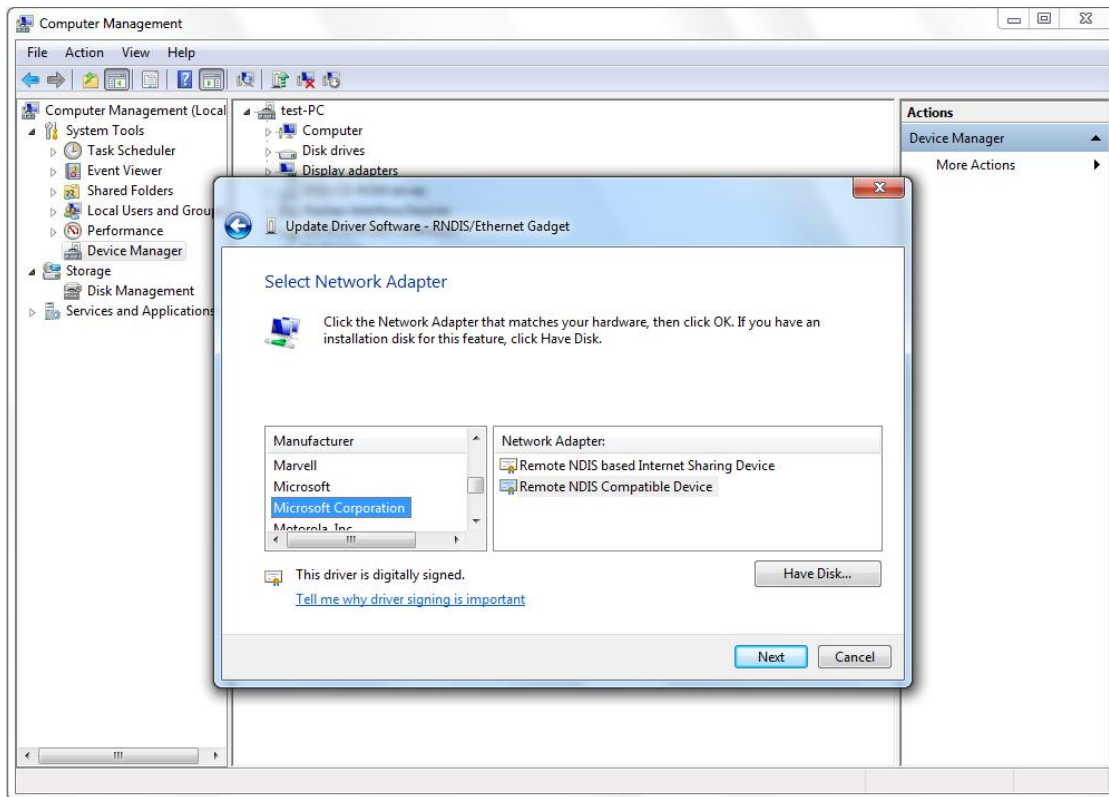 Computer Management
File Action View Help
Computer Management (Local
System Tools
Task Scheduler
Event Viewer
Shared Folders
Local Users and Group
Performance
Device Manager
Storage
Disk Management
Services and Applications
test-PC
Computer
Disk drives
Display adapters
Update Driver Software - RNDIS/Ethernet Gadget
Select Network Adapter
Click the Network Adapter that matches your hardware, then click OK. If you have an
installation disk for this feature, click Have Disk.
Manufacturer
Marvell
Microsoft
Microsoft Corporation
Motorola, Inc.
Network Adapter:
Remote NDIS based Internet Sharing Device
Remote NDIS Compatible Device
This driver is digitally signed.
Tell me why driver signing is important
Have Disk...
Next
Cancel
Actions
Device Manager
More Actions